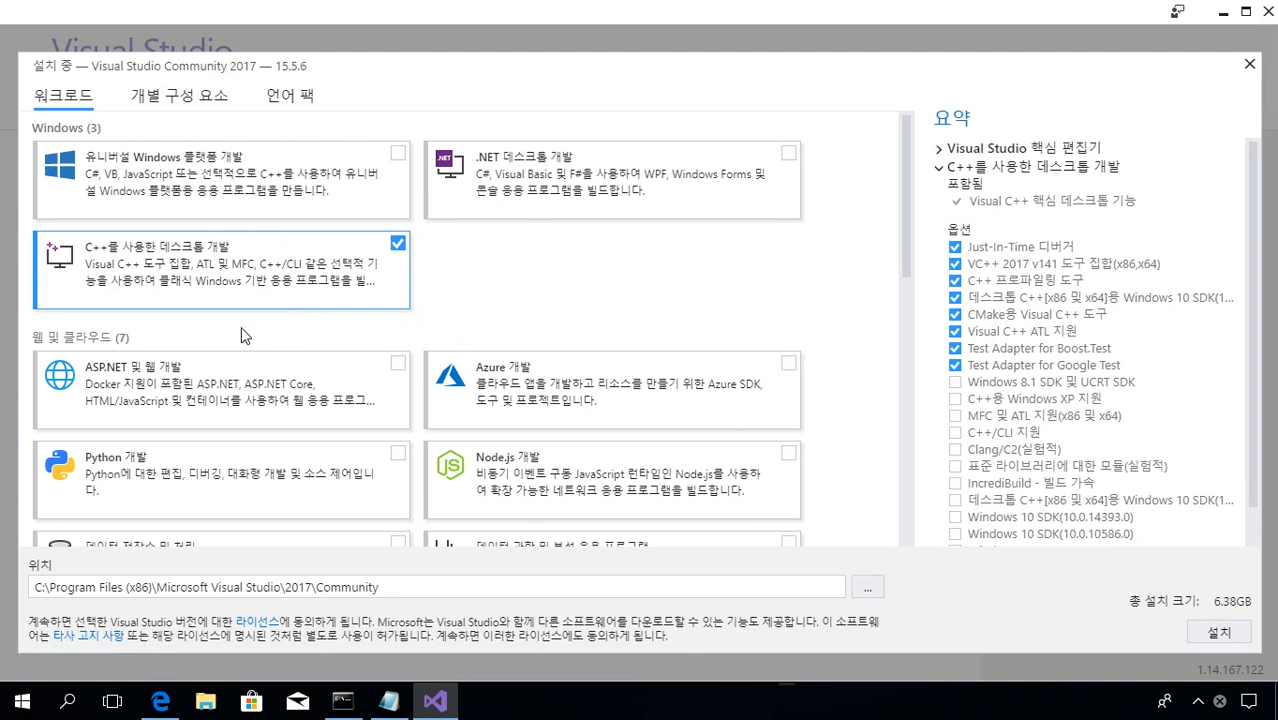 Visual Studio
설치 중 — Visual Studio Community 2017 — 15.5.6
워크로드 개별 구성 요소 언어 팩
Windows (3)
유니버설 Windows 플랫폼 개발
C#, VB, JavaScript 또는 선택적으로 C++를 사용하여 유니버
설 Windows 플랫폼용 응용 프로그램을 만듭니다.
.NET
.NET 데스크톱 개발
C#, Visual Basic 및 F#을 사용하여 WPF, Windows Forms 및
콘솔 응용 프로그램을 빌드합니다.
C++를 사용한 데스크톱 개발
Visual C++ 도구 집합, ATL 및 MFC, C++/CLI 같은 선택적 기
능을 사용하여 클래식 Windows 기반 응용 프로그램을 빌...
웹 및 클라우드 (7)
ASP.NET 및 웹 개발
Docker 지원이 포함된 ASP.NET, ASP.NET Core,
HTML/JavaScript 및 컨테이너를 사용하여 웹 응용 프로그...
Azure 개발
클라우드 앱을 개발하고 리소스를 만들기 위한 Azure SDK,
도구 및 프로젝트입니다.
Python 개발
Python에 대한 편집, 디버깅, 대화형 개발 및 소스 제어입니
다.
Node.js 개발
비동기 이벤트 구동 JavaScript 런타임인 Node.js를 사용하
여 확장 가능한 네트워크 응용 프로그램을 빌드합니다.
데이터 저장소 및 처리
데이터 과학 및 분석 응용 프로그램
요약
Visual Studio 핵심 편집기
C++를 사용한 데스크톱 개발
포함됨
Visual C++ 핵심 데스크톱 기능
옵션
Just-In-Time 디버거
VC++ 2017 v141 도구 집합(x86,x64)
C++ 프로파일링 도구
데스크톱 C++[x86 및 x64]용 Windows 10 SDK(1...
CMake용 Visual C++ 도구
Visual C++ ATL 지원
Test Adapter for Boost.Test
Test Adapter for Google Test
Windows 8.1 SDK 및 UCRT SDK
C++용 Windows XP 지원
MFC 및 ATL 지원(x86 및 x64)
C++/CLI 지원
Clang/C2(실험적)
표준 라이브러리에 대한 모듈(실험적)
IncrediBuild - 빌드 가속
데스크톱 C++[x86 및 x64]용 Windows 10 SDK(1...
Windows 10 SDK(10.0.14393.0)
Windows 10 SDK(10.0.10586.0)
위치
C:\Program Files (x86)\Microsoft Visual Studio\2017\Community
...
계속하면 선택한 Visual Studio 버전에 대한 라이선스에 동의하게 됩니다. Microsoft는 Visual Studio와 함께 다른 소프트웨어를 다운로드할 수 있는 기능도 제공합니다. 이 소프트웨
어는 타사 고지 사항 또는 해당 라이선스에 명시된 것처럼 별도로 사용이 허가됩니다. 계속하면 이러한 라이선스에도 동의하게 됩니다.
총 설치 크기: 6.38GB
설치
1.14.167.122